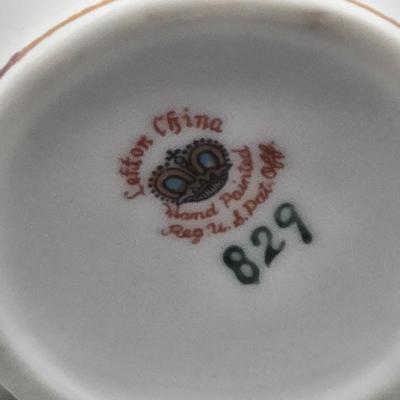 Lefton China
Hand Painted
Reg U. S. Pat. Off.
829